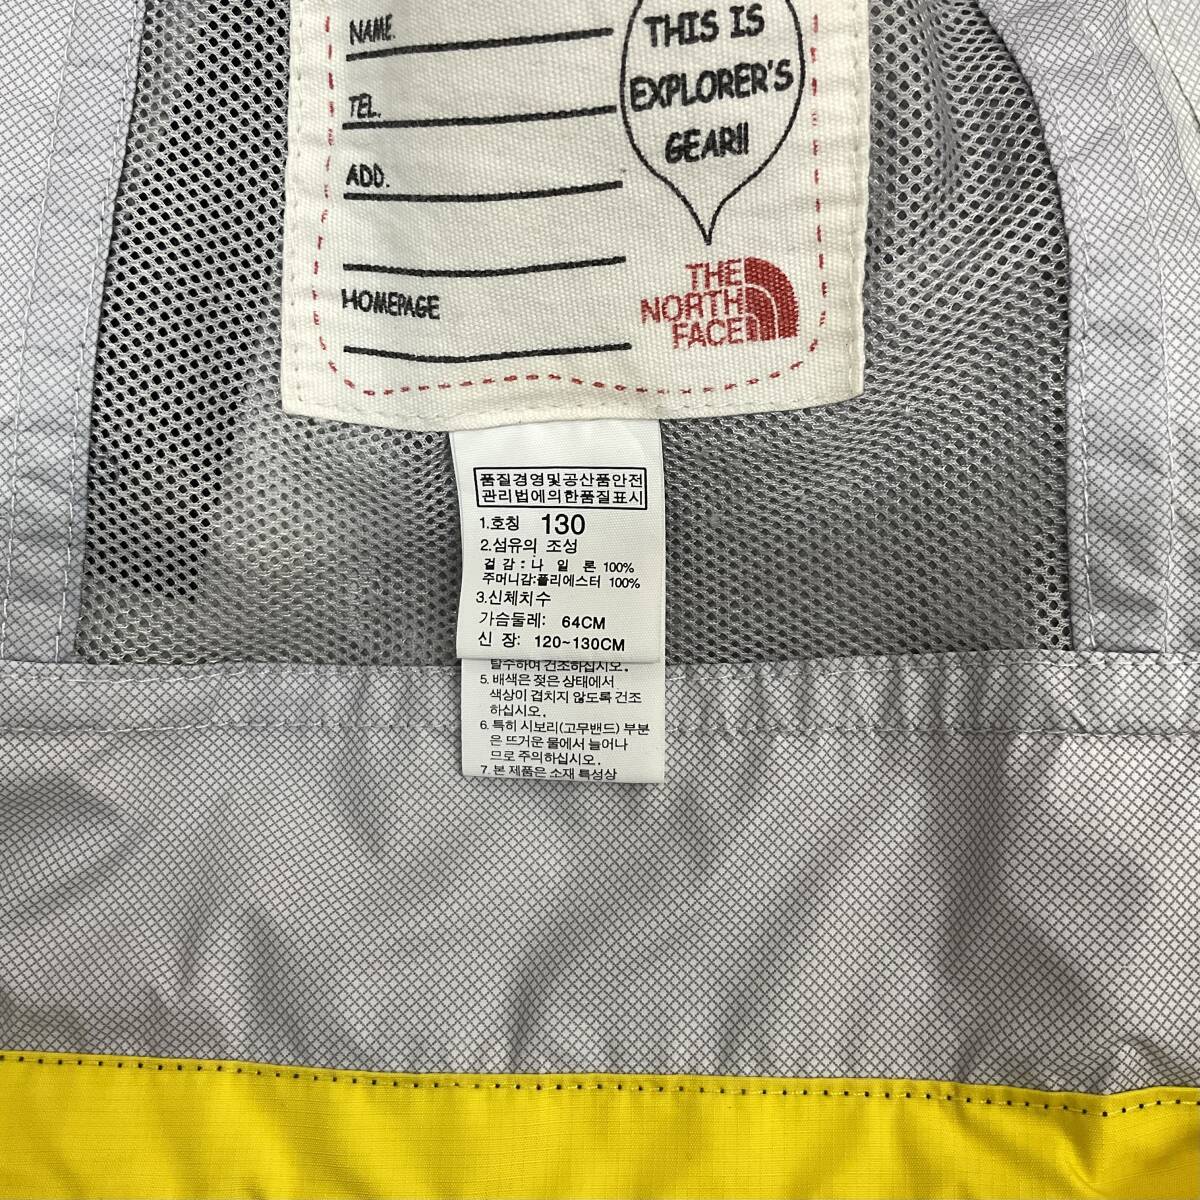 NAME.
TEL.
ADD.
HOMEPAGE
THIS IS
EXPLORER'S
GEAR!!
THE
NORTH
FACE
품질경영및공산품안전
관리법에의한품질표시
1.호칭 130
2.섬유의 조성
겉 감 : 나 일 론 100%
주머니감:폴리에스터 100%
3.신체치수
가슴둘레: 64CM
신 장: 120~130CM
탈수하여 건조하십시오.
5. 배색은 젖은 상태에서
색상이 겹치지 않도록 건조
하십시오.
6. 특히 시보리(고무밴드) 부분
은 뜨거운 물에서 늘어나
므로 주의하십시오.
7. 본 제품은 소재 특성상